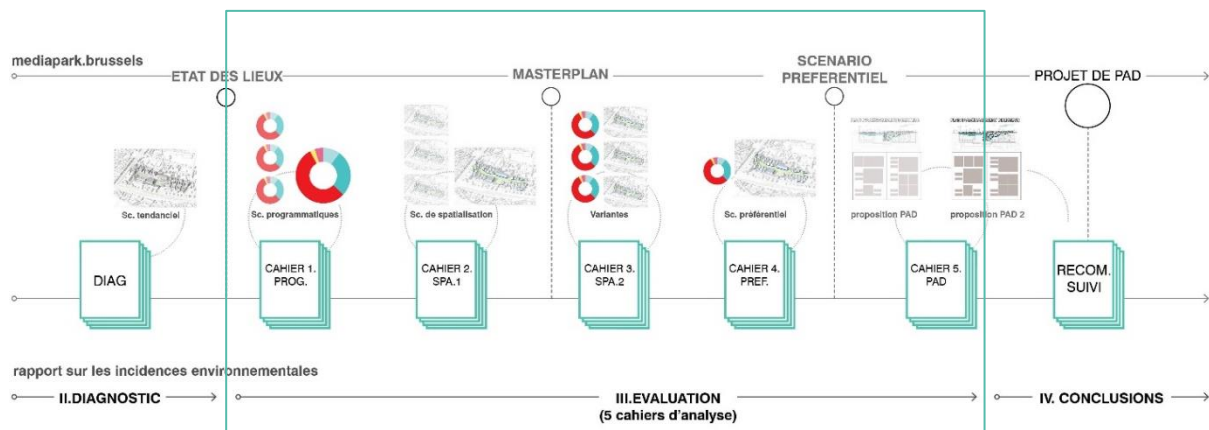 mediapark.brussels
ETAT DES LIEUX
MASTERPLAN
SCENARIO
PREFERENTIEL
PROJET DE PAD
Sc. tendanciel
Sc. programmatiques
Sc. de spatialisation
Variantes
Sc. préférentiel
proposition PAD
proposition PAD 2
DIAG
CAHIER 1.
PROG.
CAHIER 2.
SPA.1
CAHIER 3.
SPA.2
CAHIER 4.
PREF.
CAHIER 5.
PAD
RECOM.
SUIVI
rapport sur les incidences environnementales
II.DIAGNOSTIC
III.EVALUATION
(5 cahiers d'analyse)
IV. CONCLUSIONS